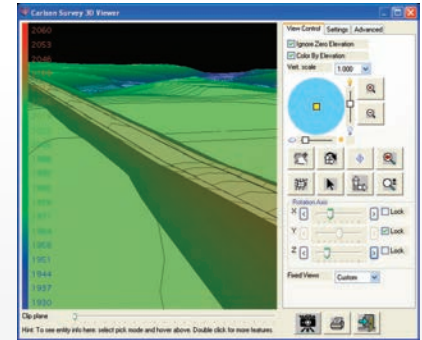 Carlson Survey 3D Viewer
2060
2053
2046
View Control Settings Advanced
Ignore Zero Elevation
Color By Elevation
Vert. scale 1.000
1958
1951
1944
1937
1930
Rotation Axis
X < > Lock
Y < > Lock
Z < > Lock
Fixed Views Custom
Clip plane
Hint: To see entity info here: select pick mode and hover above. Double click for more features